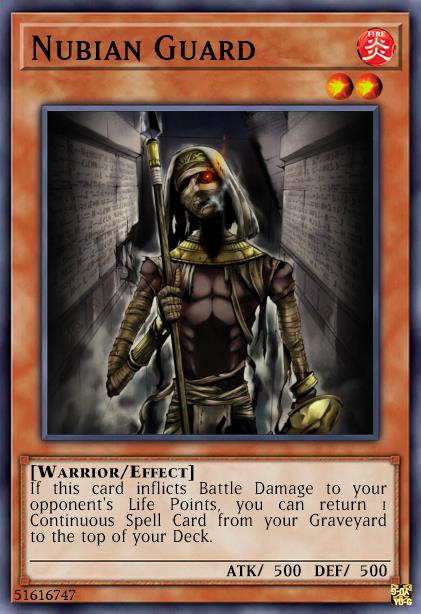 NUBIAN GUARD
FIRE
炎
[WARRIOR/EFFECT]
If this card inflicts Battle Damage to your
opponent's Life Points, you can return 1
Continuous Spell Card from your Graveyard
to the top of your Deck.
ATK/ 500 DEF/ 500
51616747